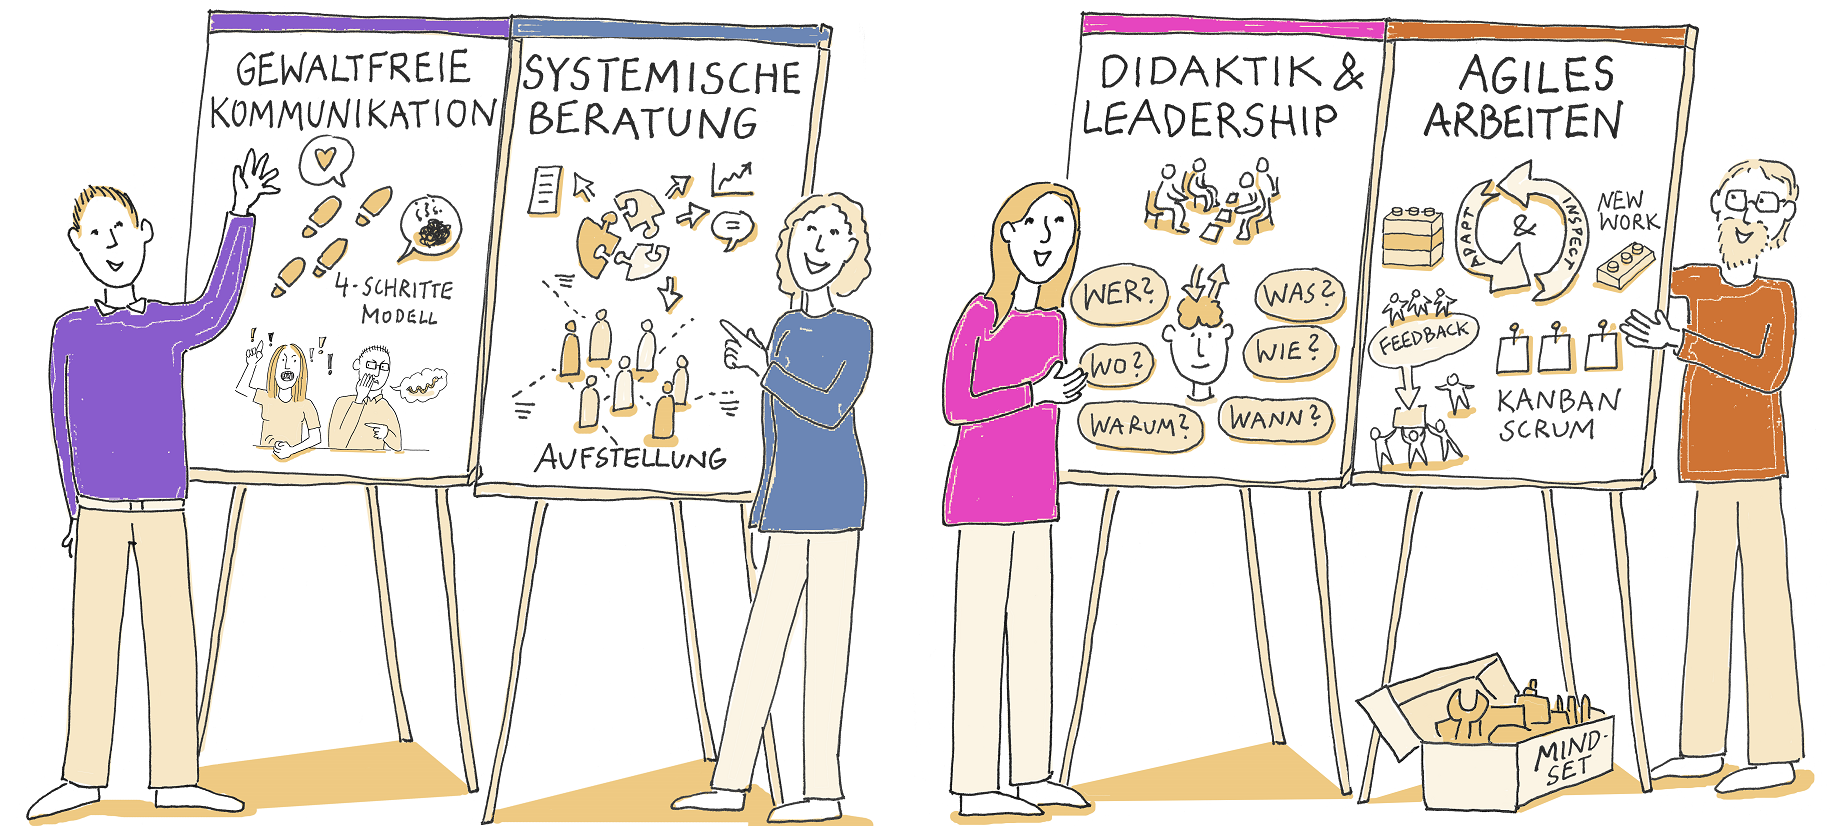 GEWALTFREIE
KOMMUNIKATION
4-SCHRITTE
MODELL
! ! ! ! !
SYSTEMISCHE
BERATUNG
AUFSTELLUNG
DIDAKTIK &
LEADERSHIP
WER?
WAS?
WO?
WIE?
WARUM?
WANN?
AGILES
ARBEITEN
ADAPT
&
INSPECT
NEW
WORK
FEEDBACK
KANBAN
SCRUM
MIND-
SET